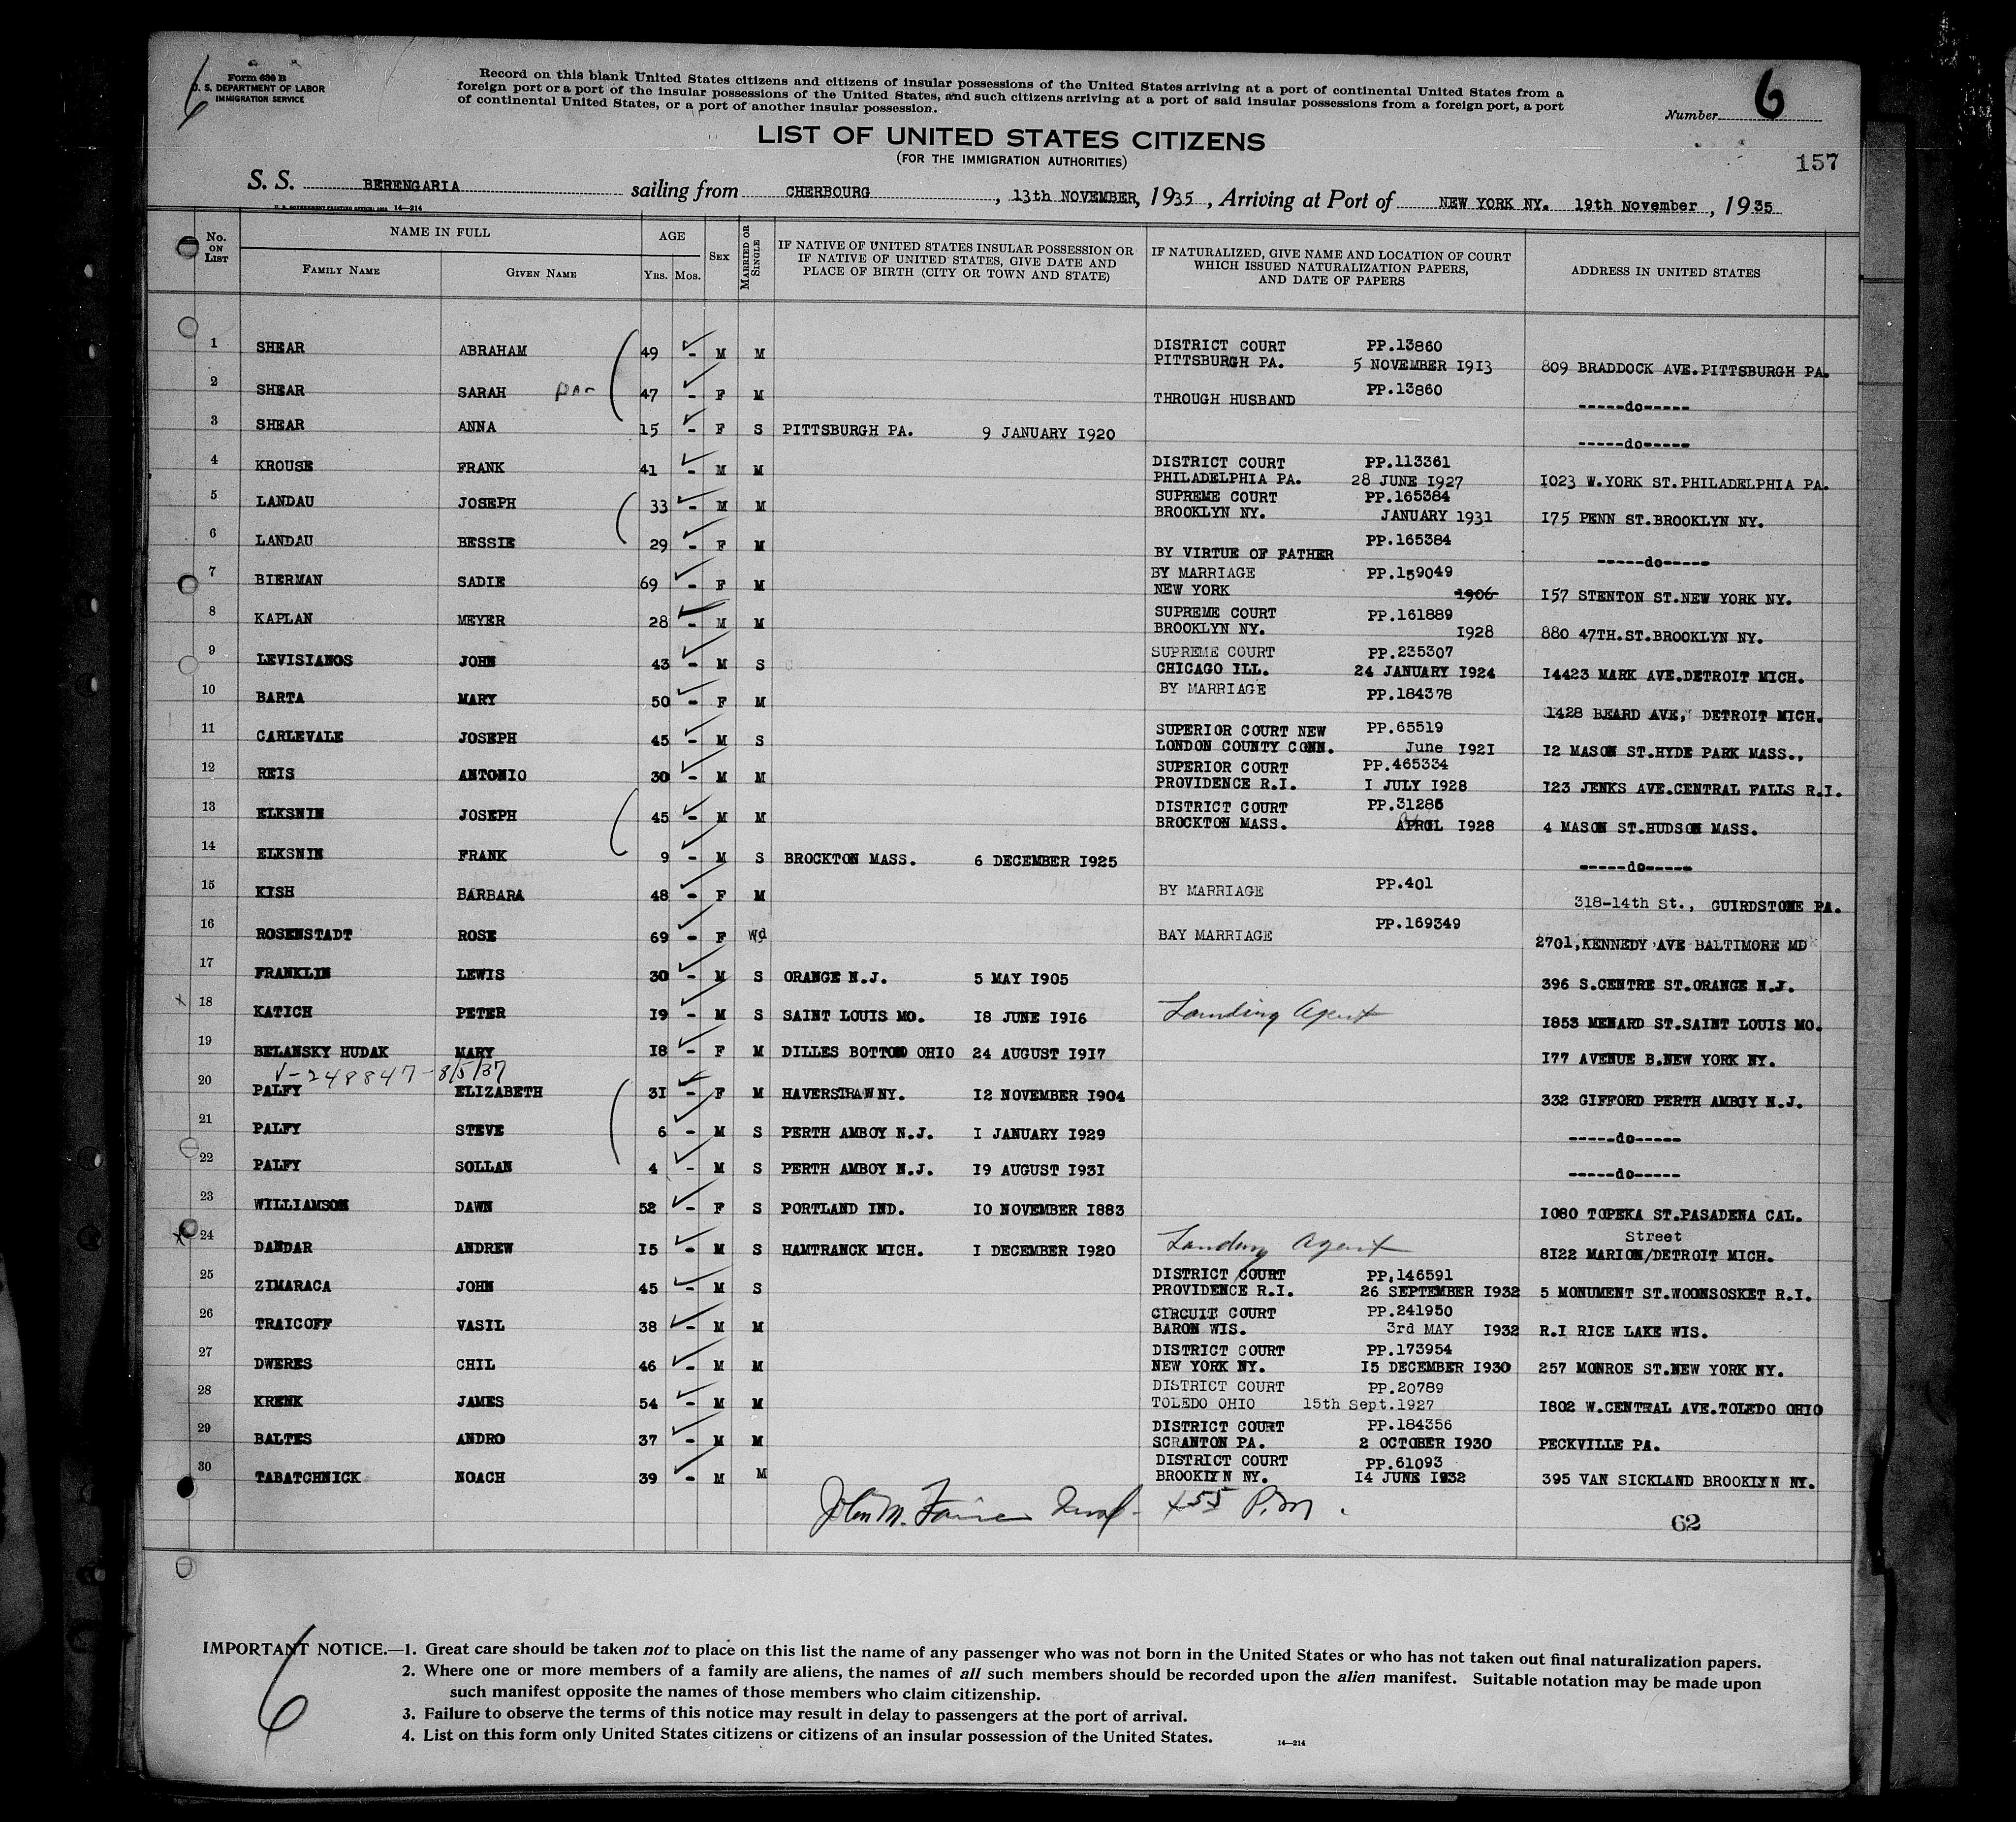 6
Form 630 B
U. S. DEPARTMENT OF LABOR
IMMIGRATION SERVICE
Record on this blank United States citizens and citizens of insular possessions of the United States arriving at a port of continental United States from a
foreign port or a port of the insular possessions of the United States, and such citizens arriving at a port of said insular possessions from a foreign port, a port
of continental United States, or a port of another insular possession.
Number 6
LIST OF UNITED STATES CITIZENS
(FOR THE IMMIGRATION AUTHORITIES)
157
S. S. BERENGARIA sailing from CHERBOURG, 13th NOVEMBER, 1935, Arriving at Port of NEW YORK NY. 19th November, 1935
14—214
No. on List NAME IN FULL AGE Sex Married or Single IF NATIVE OF UNITED STATES INSULAR POSSESSION OR IF NATIVE OF UNITED STATES, GIVE DATE AND PLACE OF BIRTH (CITY OR TOWN AND STATE) IF NATURALIZED, GIVE NAME AND LOCATION OF COURT WHICH ISSUED NATURALIZATION PAPERS, AND DATE OF PAPERS ADDRESS IN UNITED STATES
Family Name Given Name Yrs. Mos.
1 SHEAR ABRAHAM 49 - M M DISTRICT COURT PP.13860
PITTSBURGH PA. 5 NOVEMBER 1913 809 BRADDOCK AVE.PITTSBURGH PA.
2 SHEAR SARAH 47 - F M THROUGH HUSBAND PP.13860 -----do-----
3 SHEAR ANNA 15 - F S PITTSBURGH PA. 9 JANUARY 1920 -----do-----
4 KROUSE FRANK 41 - M M DISTRICT COURT PP.113361
PHILADELPHIA PA. 28 JUNE 1927 1023 W.YORK ST.PHILADELPHIA PA.
5 LANDAU JOSEPH 33 - M M SUPREME COURT PP.165384
BROOKLYN NY. JANUARY 1931 175 PENN ST.BROOKLYN NY.
6 LANDAU BESSIE 29 - F M PP.165384
BY VIRTUE OF FATHER -----do-----
7 BIERMAN SADIE 69 - F M BY MARRIAGE PP.159049
NEW YORK 1906 157 STENTON ST.NEW YORK NY.
8 KAPLAN MEYER 28 - M M SUPREME COURT PP.161889
BROOKLYN NY. 1928 880 47TH.ST.BROOKLYN NY.
9 LEVISIANOS JOHN 43 - M S SUPREME COURT PP.235307
CHICAGO ILL. 24 JANUARY 1924 14423 MARK AVE.DETROIT MICH.
10 BARTA MARY 50 - F M BY MARRIAGE PP.184378
1428 BEARD AVE, DETROIT MICH.
11 CARLEVALE JOSEPH 45 - M S SUPERIOR COURT NEW PP.65519
LONDON COUNTY CONN. June 1921 12 MASON ST.HYDE PARK MASS.,
12 REIS ANTONIO 30 - M M SUPERIOR COURT PP.465334
PROVIDENCE R.I. 1 JULY 1928 123 JENKS AVE.CENTRAL FALLS R.I.
13 ELKSNIN JOSEPH 45 - M M DISTRICT COURT PP.31285
BROCKTON MASS. APRIL 1928 4 MASON ST.HUDSON MASS.
14 ELKSNIN FRANK 9 - M S BROCKTON MASS. 6 DECEMBER 1925 -----do-----
15 KISH BARBARA 48 - F M BY MARRIAGE PP.401
318-14th St., GUIRDSTONE PA.
16 ROSENSTADT ROSE 69 - F Wd BAY MARRIAGE PP.169349
2701,KENNEDY AVE BALTIMORE MD
17 FRANKLIN LEWIS 30 - M S ORANGE N.J. 5 MAY 1905 396 S.CENTRE ST.ORANGE N.J.
18 KATICH PETER 19 - M S SAINT LOUIS MO. 18 JUNE 1916 Landing Agent 1853 MENARD ST.SAINT LOUIS MO.
19 BELANSKY HUDAK MARY 18 - F M DILLES BOTTOM OHIO 24 AUGUST 1917 177 AVENUE B.NEW YORK NY.
V-248847-8/5/37
20 PALFY ELIZABETH 31 - F M HAVERSTRAW NY. 12 NOVEMBER 1904 332 GIFFORD PERTH AMBOY N.J.
21 PALFY STEVE 6 - M S PERTH AMBOY N.J. 1 JANUARY 1929 -----do-----
22 PALFY SOLLAN 4 - M S PERTH AMBOY N.J. 19 AUGUST 1931 -----do-----
23 WILLIAMSON DAWN 52 - F S PORTLAND IND. 10 NOVEMBER 1883 1080 TOPEKA ST.PASADENA CAL.
24 DANDAR ANDREW 15 - M S HAMTRANCK MICH. 1 DECEMBER 1920 Landing Agent Street
8122 MARION/DETROIT MICH.
25 ZIMARACA JOHN 45 - M S DISTRICT COURT PP.146591
PROVIDENCE R.I. 26 SEPTEMBER 1932 5 MONUMENT ST.WOONSOSKET R.I.
26 TRAICOFF VASIL 38 - M M CIRCUIT COURT PP.241950
BARON WIS. 3rd MAY 1932 R.I RICE LAKE WIS.
27 DWERES CHIL 46 - M M DISTRICT COURT PP.173954
NEW YORK NY. 15 DECEMBER 1930 257 MONROE ST.NEW YORK NY.
28 KRENK JAMES 54 - M M DISTRICT COURT PP.20789
TOLEDO OHIO 15th Sept.1927 1802 W.CENTRAL AVE.TOLEDO OHIO
29 BALTES ANDRO 37 - M M DISTRICT COURT PP.184356
SCRANTON PA. 2 OCTOBER 1930 PECKVILLE PA.
30 TABATCHNICK NOACH 39 - M M DISTRICT COURT PP.61093
BROOKLYN NY. 14 JUNE 1932 395 VAN SICKLAND BROOKLYN NY.
John M. 455 P.M.
62
IMPORTANT NOTICE.—1. Great care should be taken not to place on this list the name of any passenger who was not born in the United States or who has not taken out final naturalization papers.
2. Where one or more members of a family are aliens, the names of all such members should be recorded upon the alien manifest. Suitable notation may be made upon
such manifest opposite the names of those members who claim citizenship.
3. Failure to observe the terms of this notice may result in delay to passengers at the port of arrival.
4. List on this form only United States citizens or citizens of an insular possession of the United States.
14—214
6